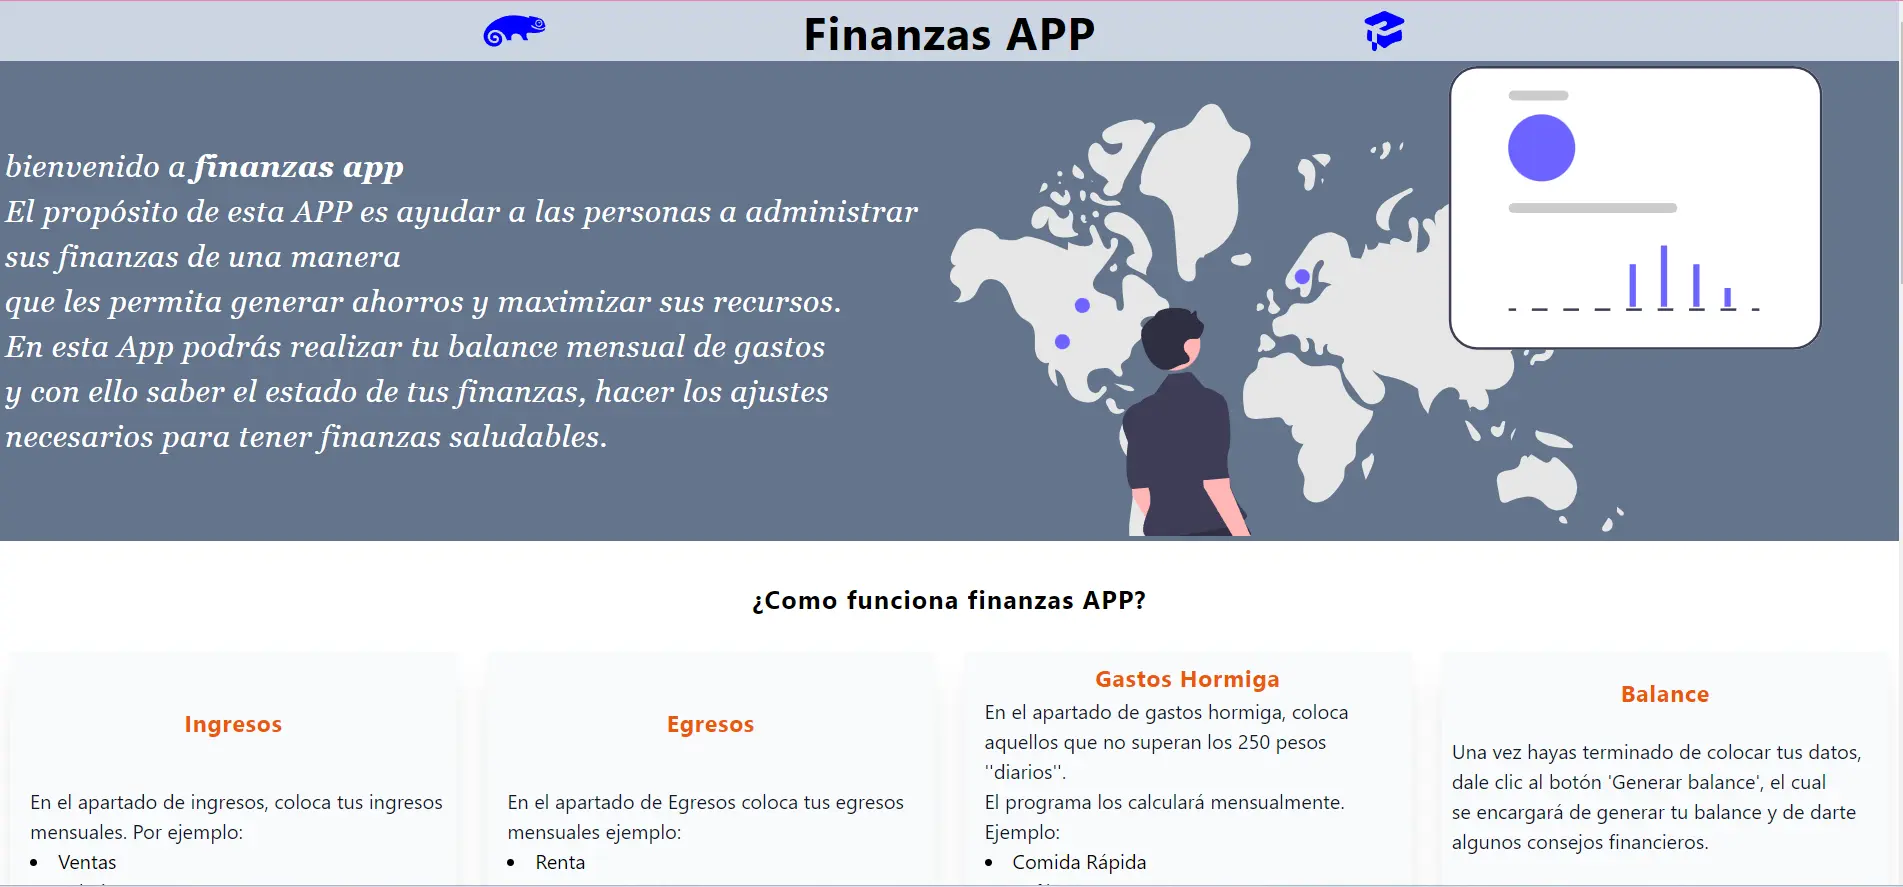 Finanzas APP
bienvenido a finanzas app
El propósito de esta APP es ayudar a las personas a administrar
sus finanzas de una manera
que les permita generar ahorros y maximizar sus recursos.
En esta App podrás realizar tu balance mensual de gastos
y con ello saber el estado de tus finanzas, hacer los ajustes
necesarios para tener finanzas saludables.
¿Como funciona finanzas APP?
Ingresos
En el apartado de ingresos, coloca tus ingresos
mensuales. Por ejemplo:
• Ventas
Egresos
En el apartado de Egresos coloca tus egresos
mensuales ejemplo:
• Renta
Gastos Hormiga
En el apartado de gastos hormiga, coloca
aquellos que no superan los 250 pesos
''diarios''.
El programa los calculará mensualmente.
Ejemplo:
• Comida Rápida
Balance
Una vez hayas terminado de colocar tus datos,
dale clic al botón 'Generar balance', el cual
se encargará de generar tu balance y de darte
algunos consejos financieros.